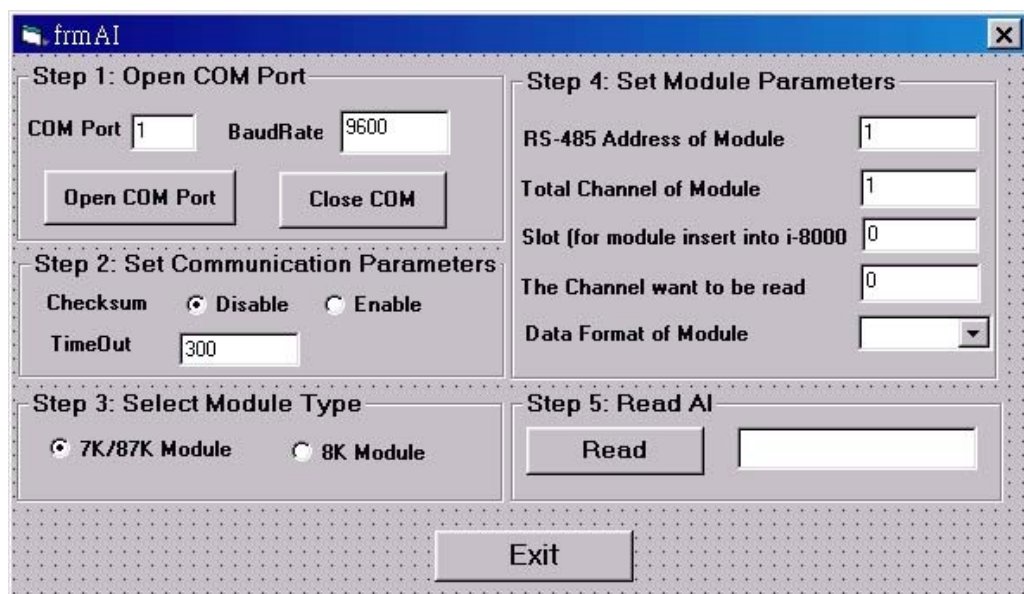 frmAI
Step 1: Open COM Port
COM Port 1 BaudRate 9600
Open COM Port Close COM
Step 2: Set Communication Parameters
Checksum Disable Enable
TimeOut 300
Step 3: Select Module Type
7K/87K Module 8K Module
Step 4: Set Module Parameters
RS-485 Address of Module 1
Total Channel of Module 1
Slot (for module insert into i-8000 0
The Channel want to be read 0
Data Format of Module
Step 5: Read AI
Read
Exit